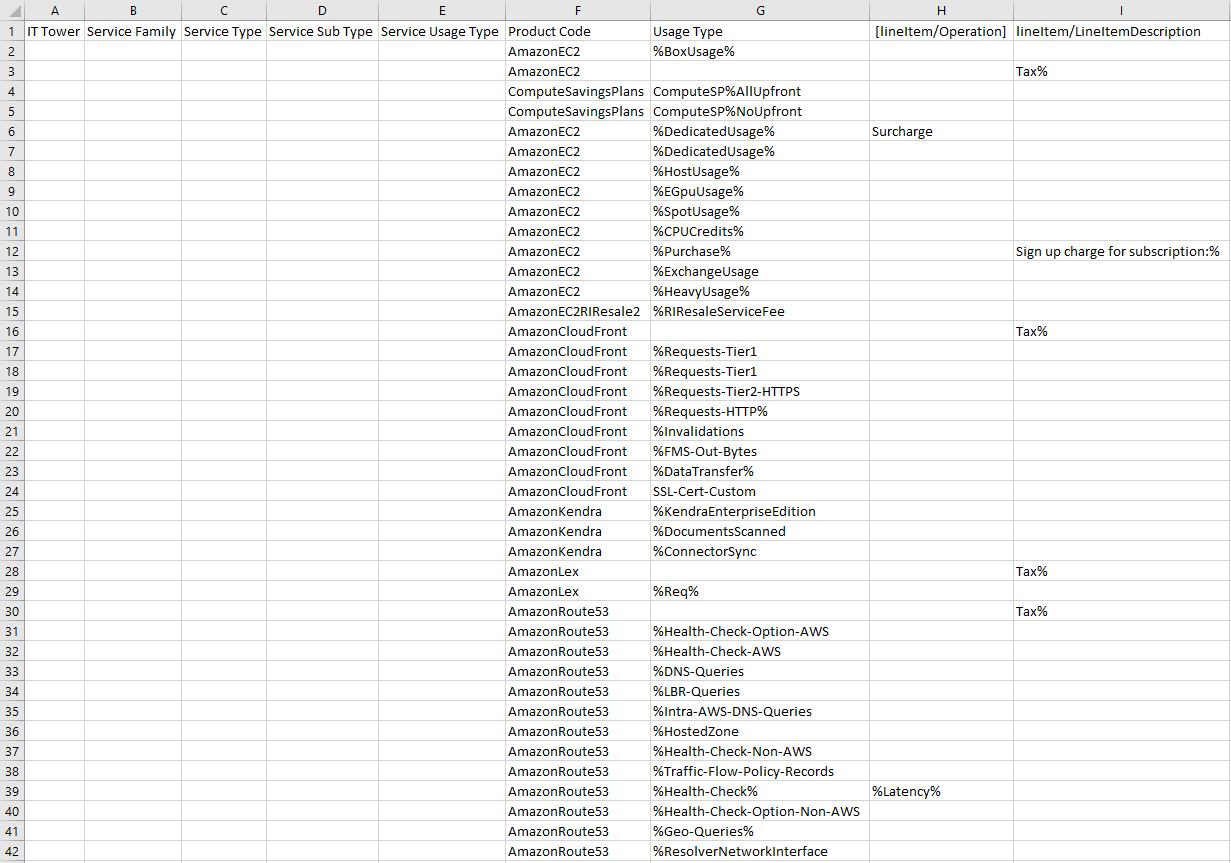 A B C D E F G H I
1 IT Tower Service Family Service Type Service Sub Type Service Usage Type Product Code Usage Type [lineItem/Operation] lineItem/LineItemDescription
2 AmazonEC2 %BoxUsage%
3 AmazonEC2 Tax%
4 ComputeSavingsPlans ComputeSP%AllUpfront
5 ComputeSavingsPlans ComputeSP%NoUpfront
6 AmazonEC2 %DedicatedUsage% Surcharge
7 AmazonEC2 %DedicatedUsage%
8 AmazonEC2 %HostUsage%
9 AmazonEC2 %EGpuUsage%
10 AmazonEC2 %SpotUsage%
11 AmazonEC2 %CPUCredits%
12 AmazonEC2 %Purchase% Sign up charge for subscription:%
13 AmazonEC2 %ExchangeUsage
14 AmazonEC2 %HeavyUsage%
15 AmazonEC2RIResale2 %RIResaleServiceFee
16 AmazonCloudFront Tax%
17 AmazonCloudFront %Requests-Tier1
18 AmazonCloudFront %Requests-Tier1
19 AmazonCloudFront %Requests-Tier2-HTTPS
20 AmazonCloudFront %Requests-HTTP%
21 AmazonCloudFront %Invalidations
22 AmazonCloudFront %FMS-Out-Bytes
23 AmazonCloudFront %DataTransfer%
24 AmazonCloudFront SSL-Cert-Custom
25 AmazonKendra %KendraEnterpriseEdition
26 AmazonKendra %DocumentsScanned
27 AmazonKendra %ConnectorSync
28 AmazonLex Tax%
29 AmazonLex %Req%
30 AmazonRoute53 Tax%
31 AmazonRoute53 %Health-Check-Option-AWS
32 AmazonRoute53 %Health-Check-AWS
33 AmazonRoute53 %DNS-Queries
34 AmazonRoute53 %LBR-Queries
35 AmazonRoute53 %Intra-AWS-DNS-Queries
36 AmazonRoute53 %HostedZone
37 AmazonRoute53 %Health-Check-Non-AWS
38 AmazonRoute53 %Traffic-Flow-Policy-Records
39 AmazonRoute53 %Health-Check% %Latency%
40 AmazonRoute53 %Health-Check-Option-Non-AWS
41 AmazonRoute53 %Geo-Queries%
42 AmazonRoute53 %ResolverNetworkInterface